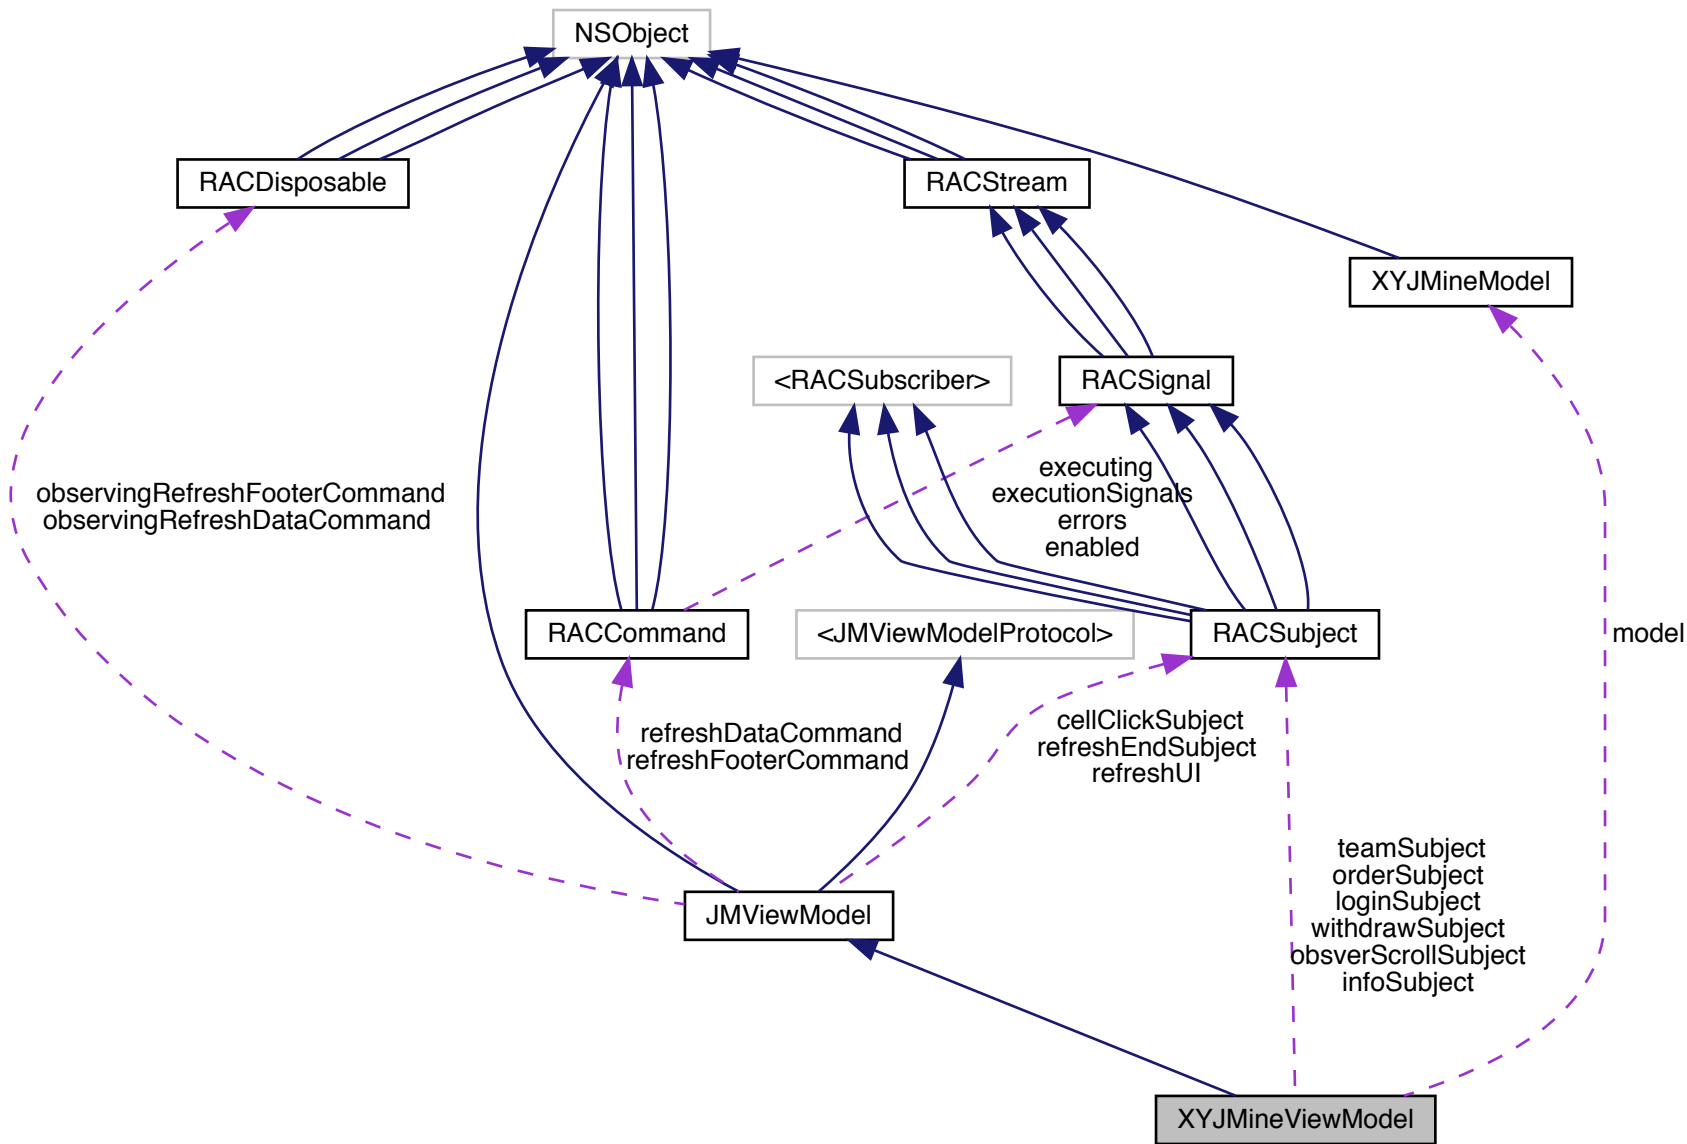 NSObject
RACDisposable
RACStream
XYJMineModel
<RACSubscriber>
RACSignal
observingRefreshFooterCommand
observingRefreshDataCommand
executing
executionSignals
errors
enabled
RACCommand
<JMViewModelProtocol>
RACSubject
model
refreshDataCommand
refreshFooterCommand
cellClickSubject
refreshEndSubject
refreshUI
teamSubject
orderSubject
loginSubject
withdrawSubject
obsverScrollSubject
infoSubject
JMViewModel
XYJMineViewModel